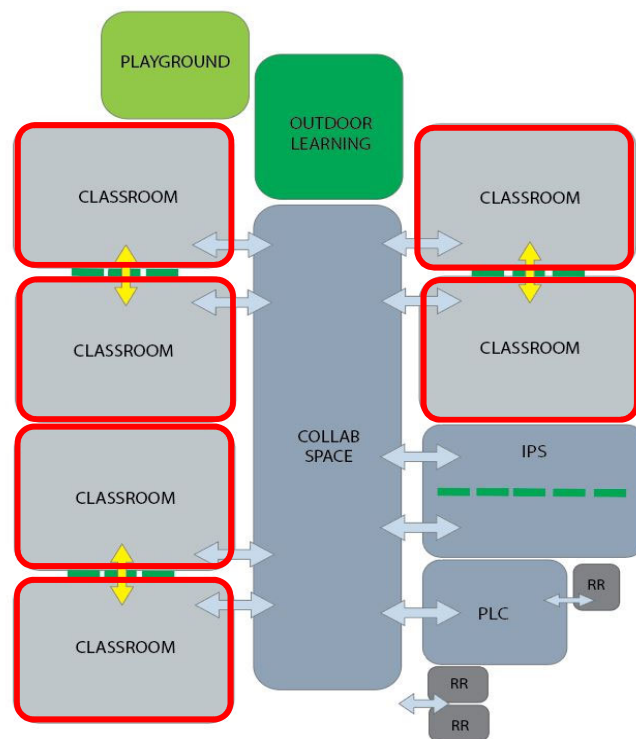 PLAYGROUND
OUTDOOR
LEARNING
CLASSROOM
CLASSROOM
CLASSROOM
CLASSROOM
COLLAB
SPACE
IPS
CLASSROOM
CLASSROOM
PLC
RR
RR
RR